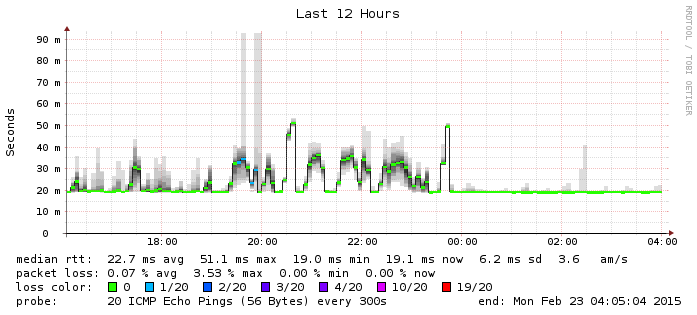 Last 12 Hours
RRDTOOL / TOBI OETIKER
Seconds
90 m
80 m
70 m
60 m
50 m
40 m
30 m
20 m
10 m
0
18:00 20:00 22:00 00:00 02:00 04:00
median rtt: 22.7 ms avg 51.1 ms max 19.0 ms min 19.1 ms now 6.2 ms sd 3.6 am/s
packet loss: 0.07 % avg 3.53 % max 0.00 % min 0.00 % now
loss color: 0 1/20 2/20 3/20 4/20 10/20 19/20
probe: 20 ICMP Echo Pings (56 Bytes) every 300s end: Mon Feb 23 04:05:04 2015